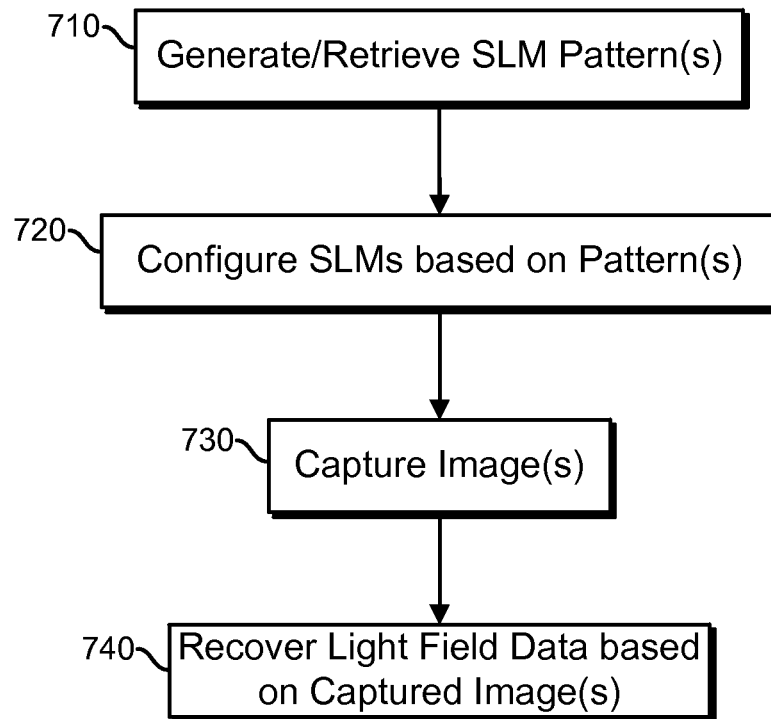 710
Generate/Retrieve SLM Pattern(s)
720
Configure SLMs based on Pattern(s)
730
Capture Image(s)
740
Recover Light Field Data based
on Captured Image(s)